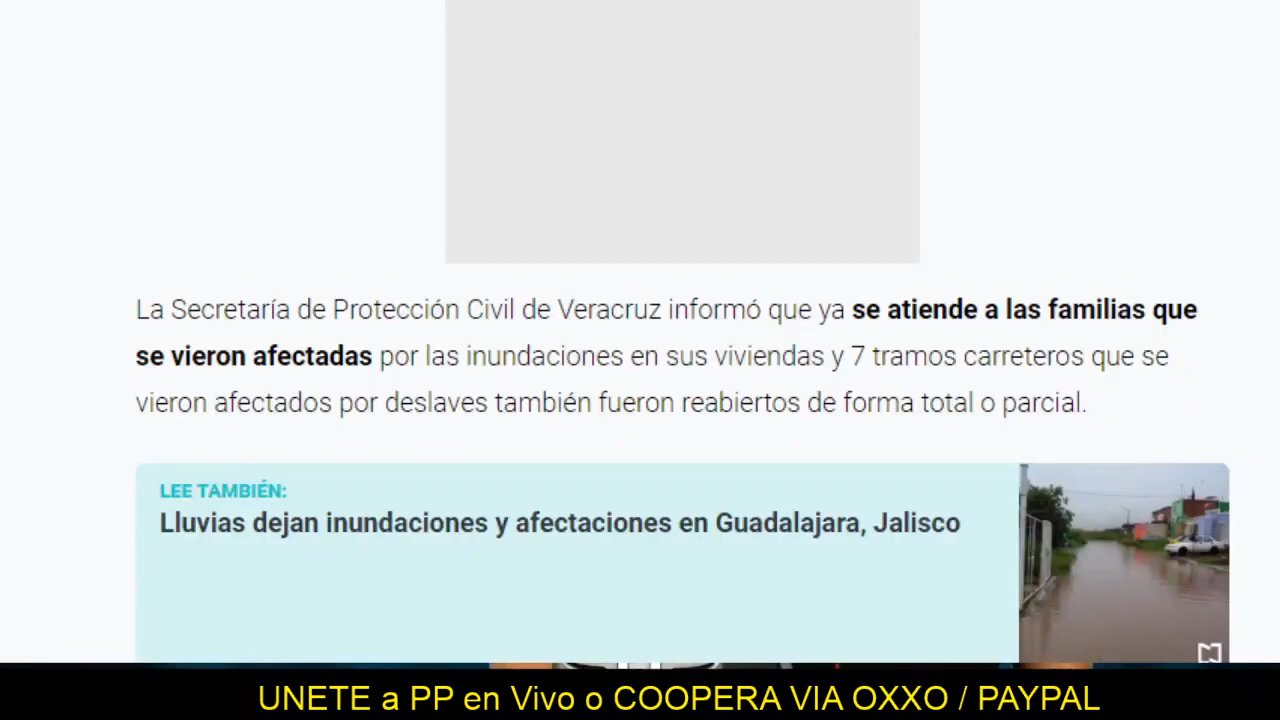 La Secretaría de Protección Civil de Veracruz informó que ya se atiende a las familias que
se vieron afectadas por las inundaciones en sus viviendas y 7 tramos carreteros que se
vieron afectados por deslaves también fueron reabiertos de forma total o parcial.
LEE TAMBIÉN:
Lluvias dejan inundaciones y afectaciones en Guadalajara, Jalisco
UNETE a PP en Vivo o COOPERA VIA OXXO / PAYPAL